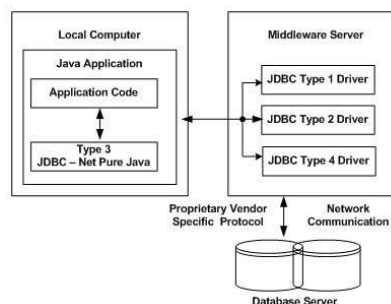 Local Computer
Java Application
Application Code
Type 3
JDBC – Net Pure Java
Middleware Server
JDBC Type 1 Driver
JDBC Type 2 Driver
JDBC Type 4 Driver
Proprietary Vendor
Specific Protocol
Network
Communication
Database Server